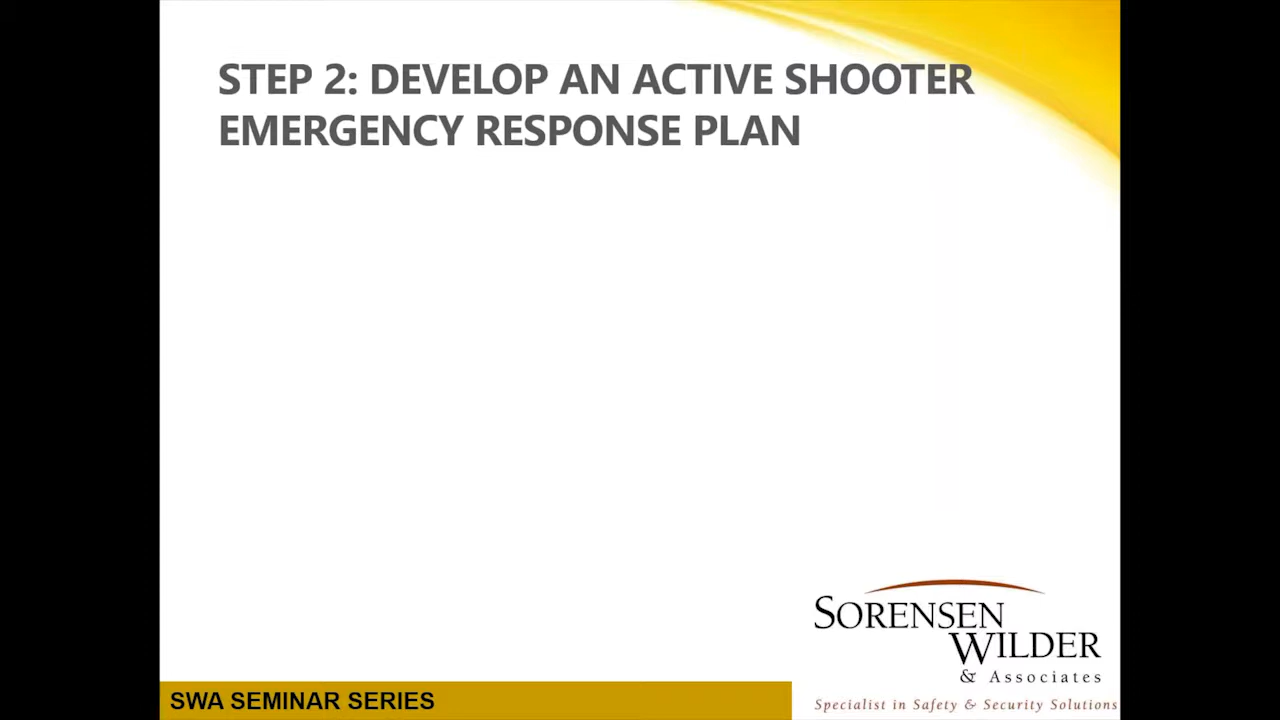 STEP 2: DEVELOP AN ACTIVE SHOOTER
EMERGENCY RESPONSE PLAN
SORENSEN
WILDER
& Associates
Specialist in Safety & Security Solutions
SWA SEMINAR SERIES